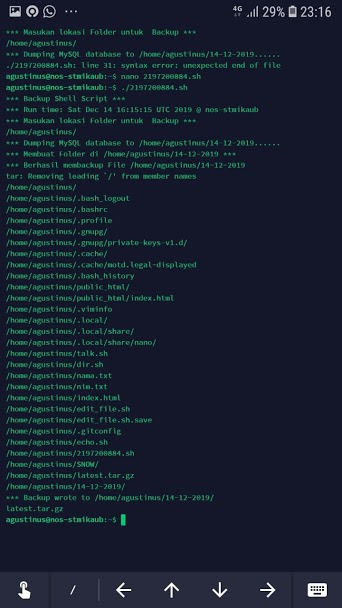 4G 29% 23:16
*** Masukan lokasi Folder untuk  Backup ***
/home/agustinus/
*** Dumping MySQL database to /home/agustinus/14-12-2019......
./2197200884.sh: line 31: syntax error: unexpected end of file
agustinus@nos-stmikaub:~$ nano 2197200884.sh
agustinus@nos-stmikaub:~$ ./2197200884.sh
*** Backup Shell Script ***
*** Run time: Sat Dec 14 16:15:15 UTC 2019 @ nos-stmikaub
*** Masukan lokasi Folder untuk  Backup ***
/home/agustinus/
*** Dumping MySQL database to /home/agustinus/14-12-2019......
*** Membuat Folder di /home/agustinus/14-12-2019 ***
*** Berhasil membackup File /home/agustinus/14-12-2019
tar: Removing leading `/' from member names
/home/agustinus/
/home/agustinus/.bash_logout
/home/agustinus/.bashrc
/home/agustinus/.profile
/home/agustinus/.gnupg/
/home/agustinus/.gnupg/private-keys-v1.d/
/home/agustinus/.cache/
/home/agustinus/.cache/motd.legal-displayed
/home/agustinus/.bash_history
/home/agustinus/public_html/
/home/agustinus/public_html/index.html
/home/agustinus/.viminfo
/home/agustinus/.local/
/home/agustinus/.local/share/
/home/agustinus/.local/share/nano/
/home/agustinus/talk.sh
/home/agustinus/dir.sh
/home/agustinus/nama.txt
/home/agustinus/nim.txt
/home/agustinus/index.html
/home/agustinus/edit_file.sh
/home/agustinus/edit_file.sh.save
/home/agustinus/.gitconfig
/home/agustinus/echo.sh
/home/agustinus/2197200884.sh
/home/agustinus/SNOW/
/home/agustinus/latest.tar.gz
/home/agustinus/14-12-2019/
*** Backup wrote to /home/agustinus/14-12-2019/
latest.tar.gz
agustinus@nos-stmikaub:~$
/